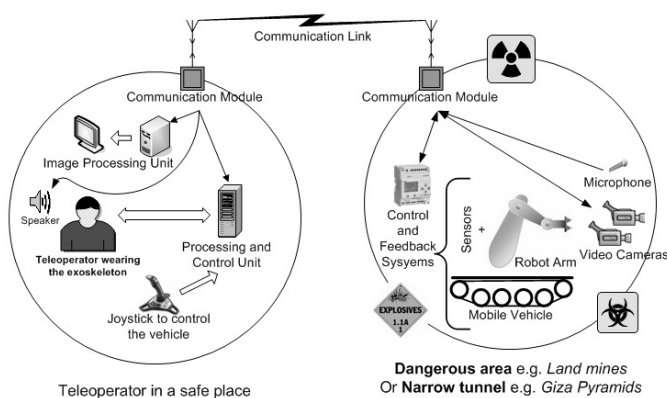 Communication Link
Communication Module
Image Processing Unit
Speaker
Teleoperator wearing
the exoskeleton
Processing and
Control Unit
Joystick to control
the vehicle
Teleoperator in a safe place
Communication Module
Microphone
Control
and
Feedback
Sysyems
Sensors
+
Robot Arm
Video Cameras
Mobile Vehicle
EXPLOSIVES
1.1A
1
Dangerous area e.g. Land mines
Or Narrow tunnel e.g. Giza Pyramids